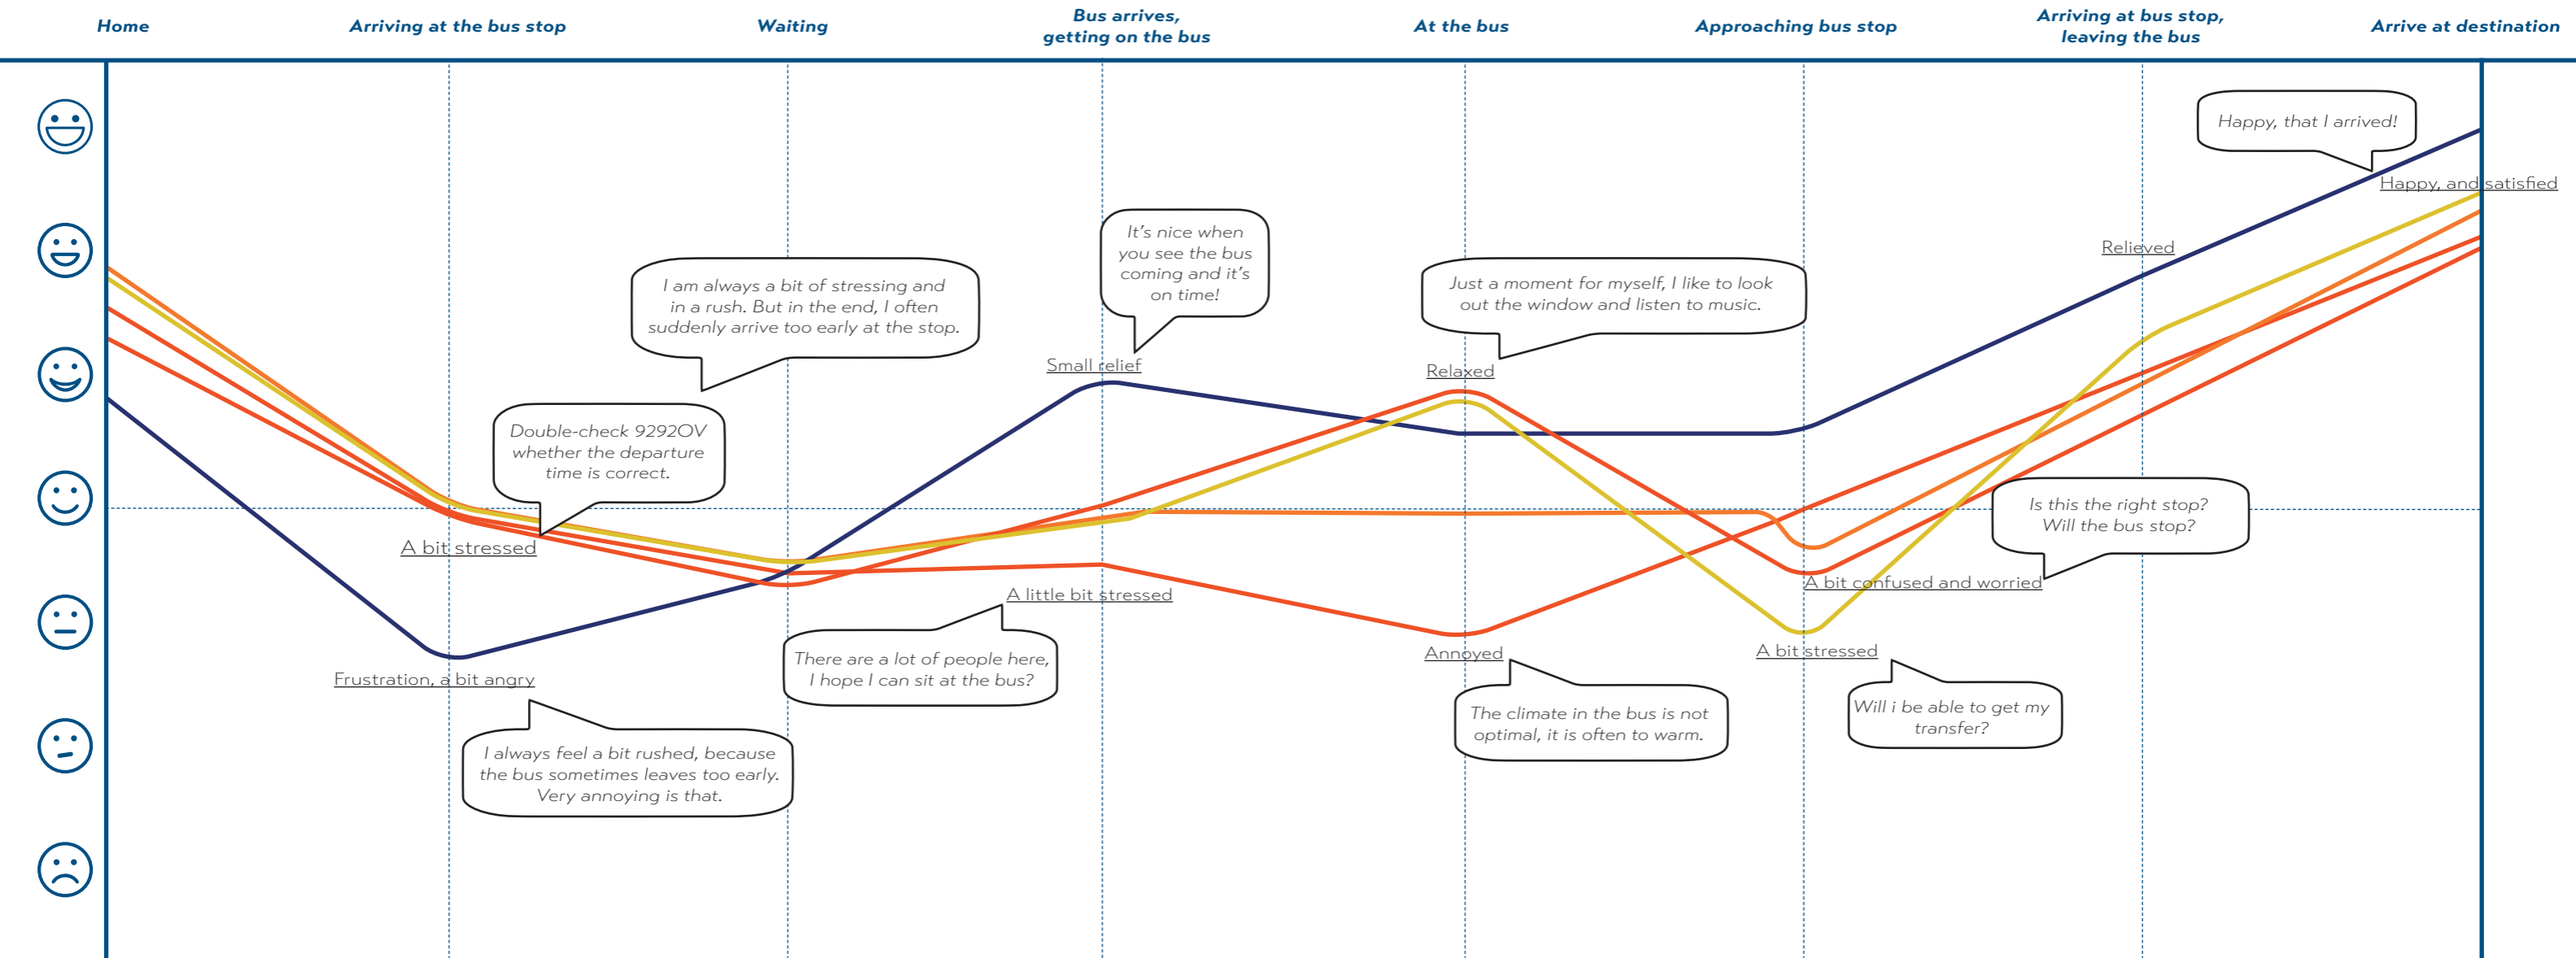 Home
Arriving at the bus stop
Waiting
Bus arrives,
getting on the bus
At the bus
Approaching bus stop
Arriving at bus stop,
leaving the bus
Arrive at destination
Happy, that I arrived!
Happy, and satisfied
Relieved
It's nice when
you see the bus
coming and it's
on time!
I am always a bit of stressing and
in a rush. But in the end, I often
suddenly arrive too early at the stop.
Just a moment for myself, I like to look
out the window and listen to music.
Small relief
Relaxed
Double-check 9292OV
whether the departure
time is correct.
A bit stressed
Is this the right stop?
Will the bus stop?
A bit confused and worried
A little bit stressed
There are a lot of people here,
I hope I can sit at the bus?
Annoyed
A bit stressed
Frustration, a bit angry
The climate in the bus is not
optimal, it is often to warm.
Will i be able to get my
transfer?
I always feel a bit rushed, because
the bus sometimes leaves too early.
Very annoying is that.